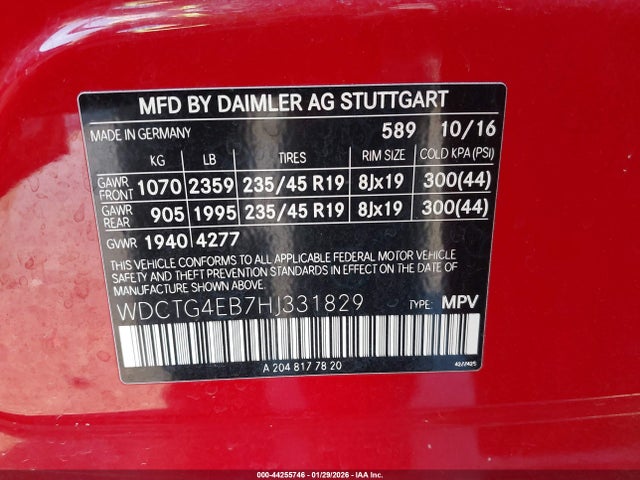 MFD BY DAIMLER AG STUTTGART
MADE IN GERMANY 589 10/16
KG LB TIRES RIM SIZE COLD KPA (PSI)
GAWR FRONT 1070 2359 235/45 R19 8Jx19 300(44)
GAWR REAR 905 1995 235/45 R19 8Jx19 300(44)
GVWR 1940 4277
THIS VEHICLE CONFORMS TO ALL APPLICABLE FEDERAL MOTOR VEHICLE
SAFETY AND THEFT PREVENTION STANDARDS IN EFFECT ON THE DATE OF
MANUFACTURE SHOWN ABOVE.
WDCTG4EB7HJ331829 TYPE: MPV
A 204 817 78 20
000-44255746 - 01/29/2026 - IAA Inc.